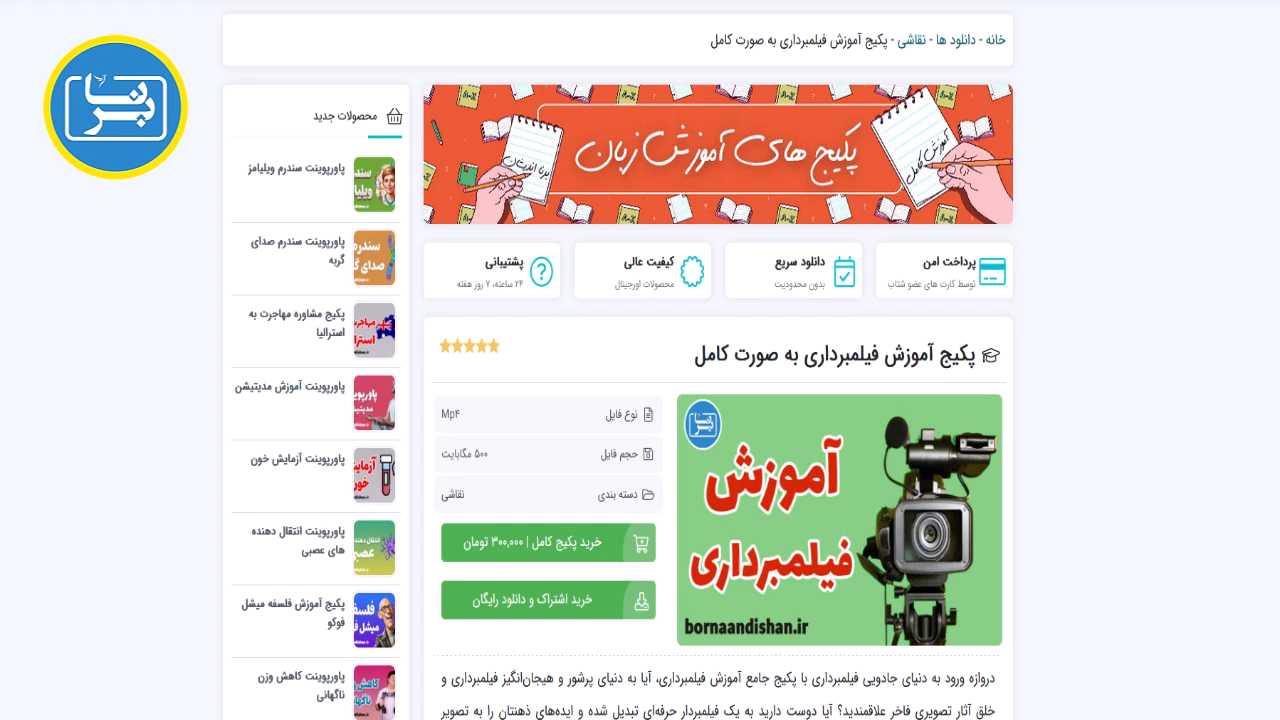 خانه - دانلود ها - نقاشی - پکیج آموزش فیلمبرداری به صورت کامل
برنا
پکیج های آموزش زبان
برنا اندیشان
آموزش کامل
پرداخت امن
توسط کارت های عضو شتاب
دانلود سریع
بدون محدودیت
کیفیت عالی
محصولات اورجینال
پشتیبانی
۲۴ ساعته، ۷ روز هفته
پکیج آموزش فیلمبرداری به صورت کامل
برنا
آموزش
فیلمبرداری
bornaandishan.ir
نوع فایل
Mp۴
حجم فایل
۵۰۰ مگابایت
دسته بندی
نقاشی
خرید پکیج کامل | ۳۰۰,۰۰۰ تومان
خرید اشتراک و دانلود رایگان
دروازه ورود به دنیای جادویی فیلمبرداری با پکیج جامع آموزش فیلمبرداری، آیا به دنیای پرشور و هیجان‌انگیز فیلمبرداری و
خلق آثار تصویری فاخر علاقمندید؟ آیا دوست دارید به یک فیلمبردار حرفه‌ای تبدیل شده و ایده‌های ذهنتان را به تصویر
محصولات جدید
پاورپوینت سندرم ویلیامز
پاورپوینت سندرم صدای
گربه
پکیج مشاوره مهاجرت به
استرالیا
پاورپوینت آموزش مدیتیشن
پاورپوینت آزمایش خون
پاورپوینت انتقال دهنده
های عصبی
پکیج آموزش فلسفه میشل
فوکو
پاورپوینت کاهش وزن
ناگهانی